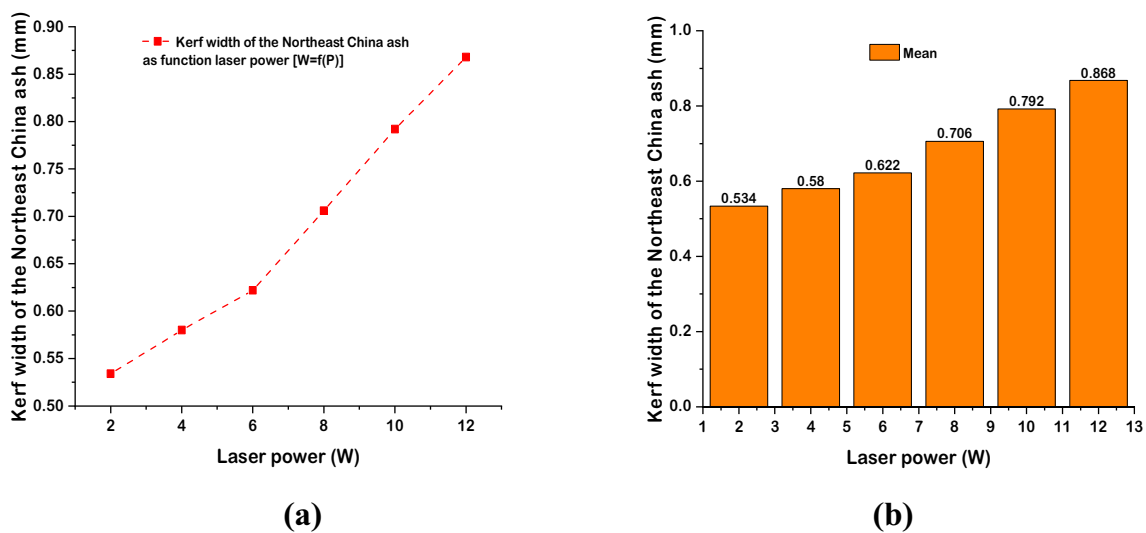 Kerf width of the Northeast China ash (mm)
0.90
0.85
0.80
0.75
0.70
0.65
0.60
0.55
0.50
Kerf width of the Northeast China ash
as function laser power [W=f(P)]
2 4 6 8 10 12
Laser power (W)
(a)
Kerf width of the Northeast China ash (mm)
1.0
0.8
0.6
0.4
0.2
0.0
Mean
0.534
0.58
0.622
0.706
0.792
0.868
1 2 3 4 5 6 7 8 9 10 11 12 13
Laser power (W)
(b)